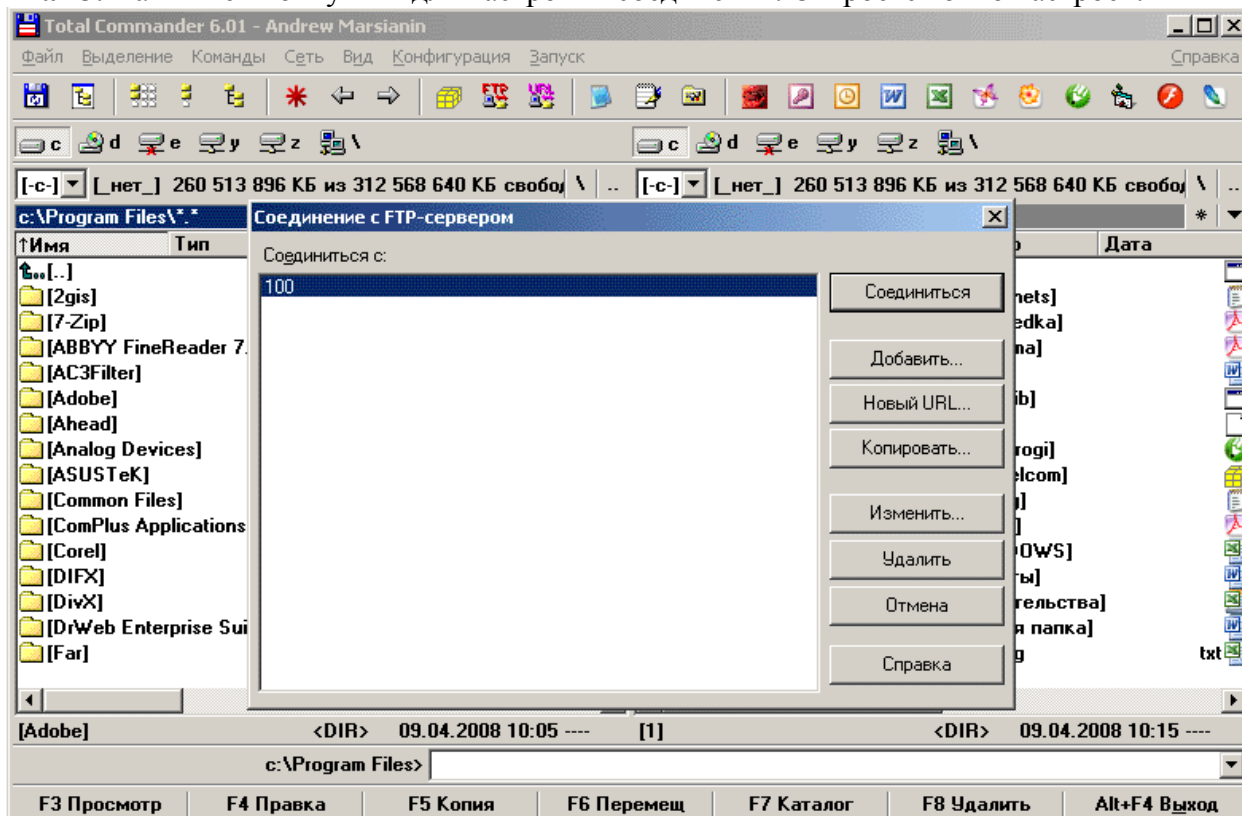 Total Commander 6.01 - Andrew Marsianin
Файл Выделение Команды Сеть Вид Конфигурация Запуск Справка
c d e y z \ c d e y z \
[-c-] [_нет_] 260 513 896 КБ из 312 568 640 КБ свобод \ .. [-c-] [_нет_] 260 513 896 КБ из 312 568 640 КБ свобод \ ..
c:\Program Files\*.* * 
↑Имя Тип Дата
[..]
[2gis]
[7-Zip]
[ABBYY FineReader 7.
[AC3Filter]
[Adobe]
[Ahead]
[Analog Devices]
[ASUSTeK]
[Common Files]
[ComPlus Applications
[Corel]
[DIFX]
[DivX]
[DrWeb Enterprise Sui
[Far]
Соединение с FTP-сервером
Соединиться с:
100
Соединиться
Добавить...
Новый URL...
Копировать...
Изменить...
Удалить
Отмена
Справка
nets]
edka]
ma]
ib]
rogi]
elcom]
OWS]
ты]
тельства]
я папка]
g txt
[Adobe] <DIR> 09.04.2008 10:05 ---- [1] <DIR> 09.04.2008 10:15 ----
c:\Program Files>
F3 Просмотр F4 Правка F5 Копия F6 Перемещ F7 Каталог F8 Удалить Alt+F4 Выход